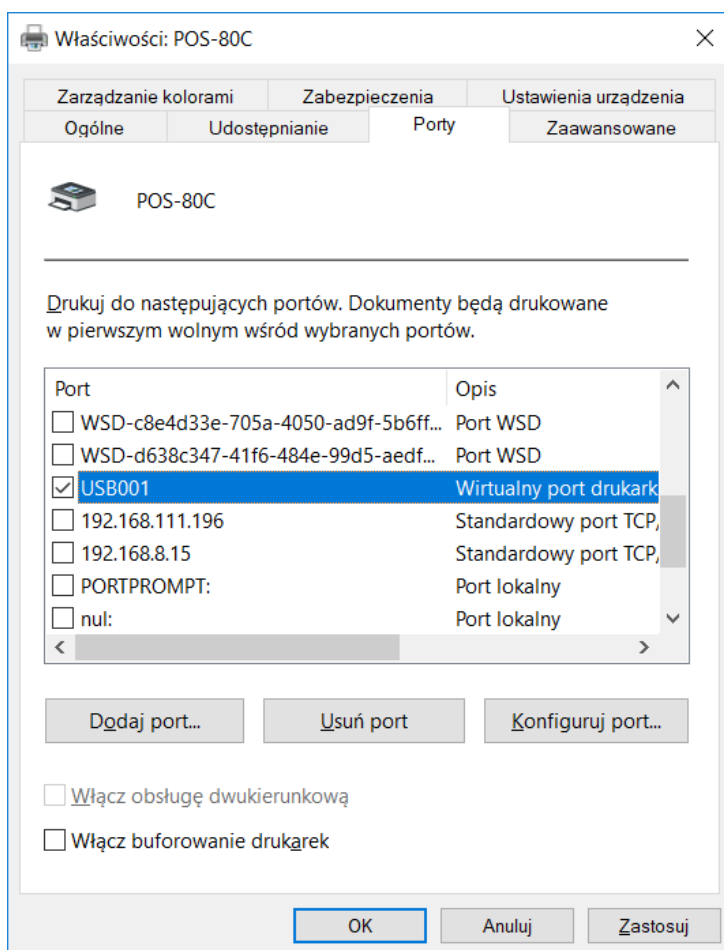 Właściwości: POS-80C
Zarządzanie kolorami Zabezpieczenia Ustawienia urządzenia
Ogólne Udostępnianie Porty Zaawansowane
POS-80C
Drukuj do następujących portów. Dokumenty będą drukowane
w pierwszym wolnym wśród wybranych portów.
Port Opis
WSD-c8e4d33e-705a-4050-ad9f-5b6ff... Port WSD
WSD-d638c347-41f6-484e-99d5-aedf... Port WSD
USB001 Wirtualny port drukark
192.168.111.196 Standardowy port TCP,
192.168.8.15 Standardowy port TCP,
PORTPROMPT: Port lokalny
nul: Port lokalny
Dodaj port... Usuń port Konfiguruj port...
Włącz obsługę dwukierunkową
Włącz buforowanie drukarek
OK Anuluj Zastosuj